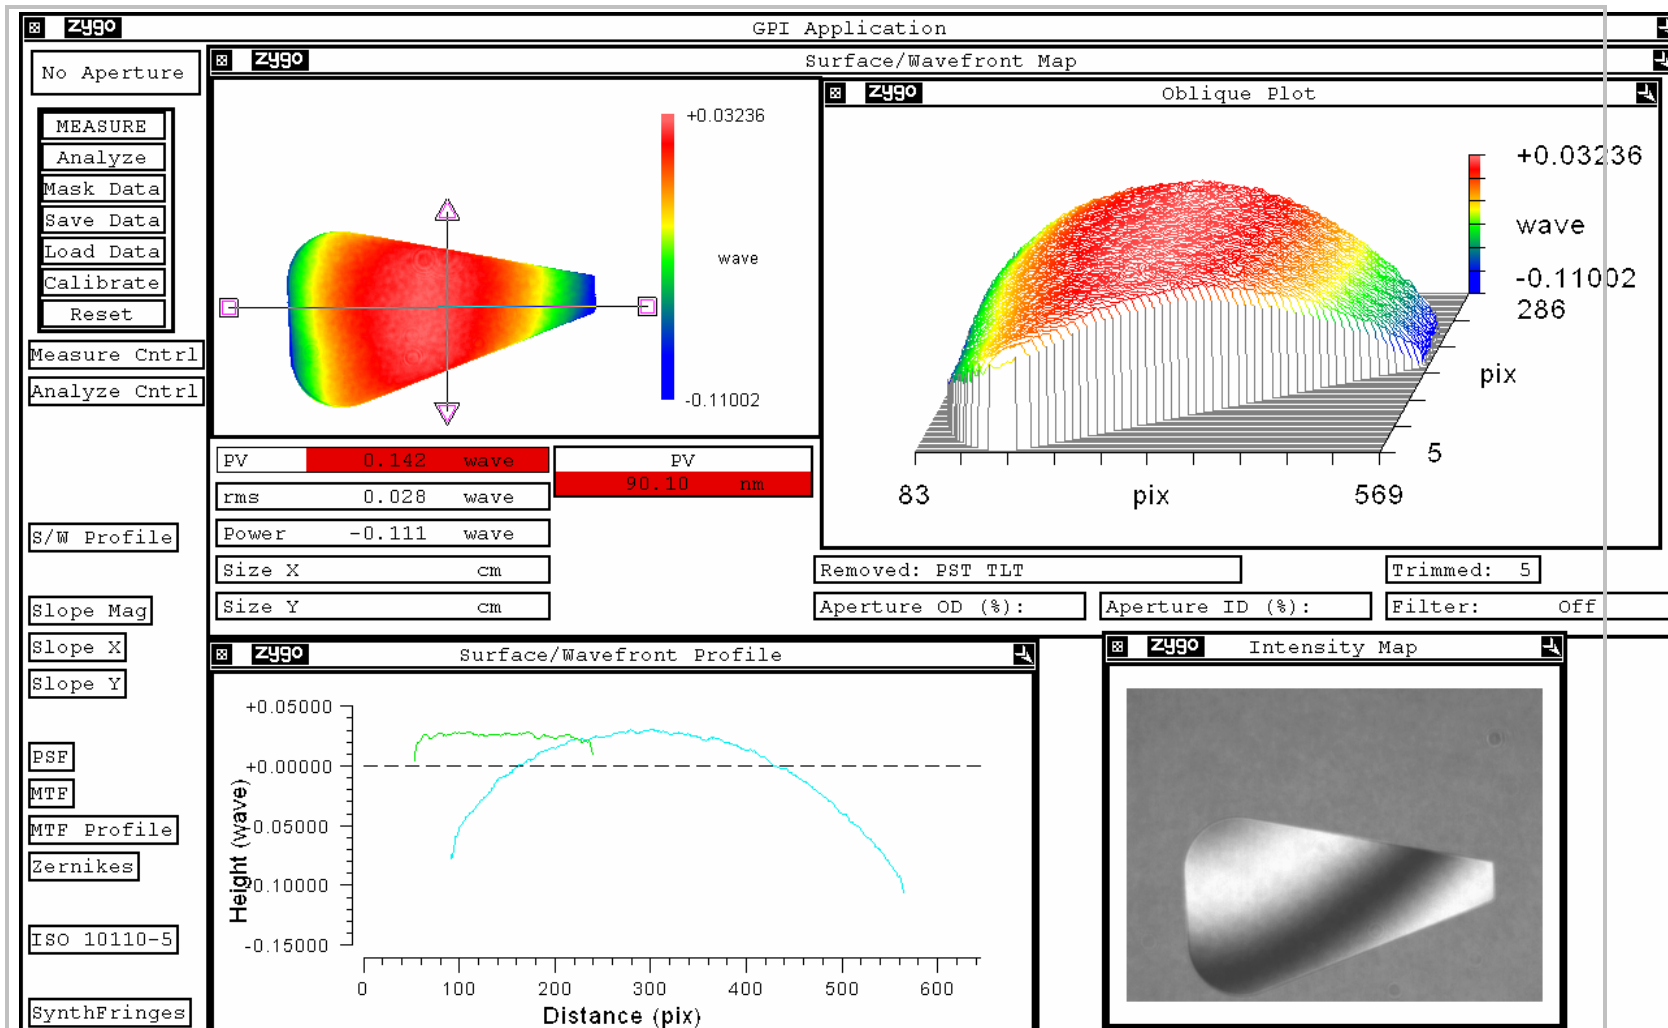 zygo GPI Application
No Aperture
MEASURE
Analyze
Mask Data
Save Data
Load Data
Calibrate
Reset
Measure Cntrl
Analyze Cntrl
S/W Profile
Slope Mag
Slope X
Slope Y
PSF
MTF
MTF Profile
Zernikes
ISO 10110-5
SynthFringes
zygo Surface/Wavefront Map
+0.03236
wave
-0.11002
zygo Oblique Plot
+0.03236
wave
-0.11002
286
pix
5
83 pix 569
PV 0.142 wave
rms 0.028 wave
Power -0.111 wave
Size X cm
Size Y cm
PV
90.10 nm
Removed: PST TLT
Trimmed: 5
Aperture OD (%):
Aperture ID (%):
Filter: Off
zygo Surface/Wavefront Profile
+0.05000
+0.00000
-0.05000
-0.10000
-0.15000
Height (wave)
0 100 200 300 400 500 600
Distance (pix)
zygo Intensity Map